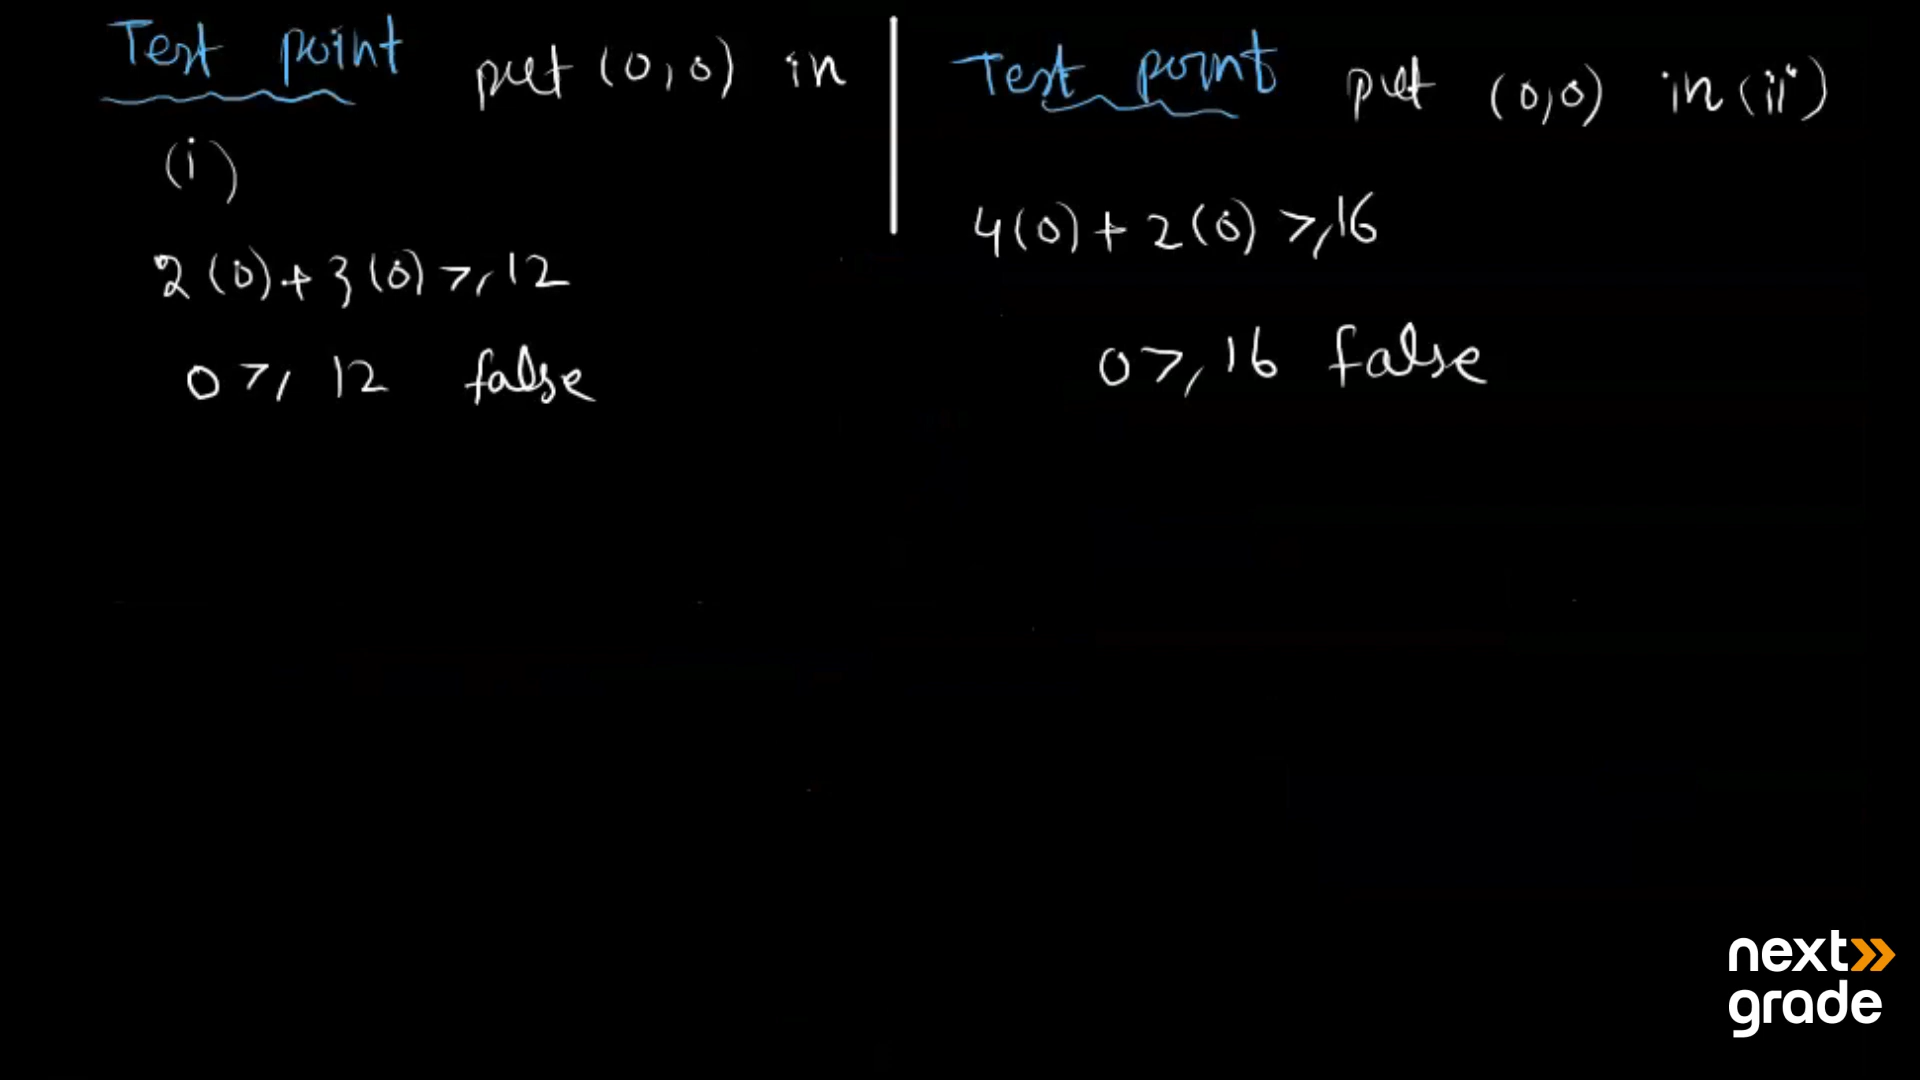 Test point put (0,0) in
(i)
2(0)+3(0)⩾12
0⩾12 false
Test point put (0,0) in (ii)
4(0)+2(0)⩾16
0⩾16 false
next
grade